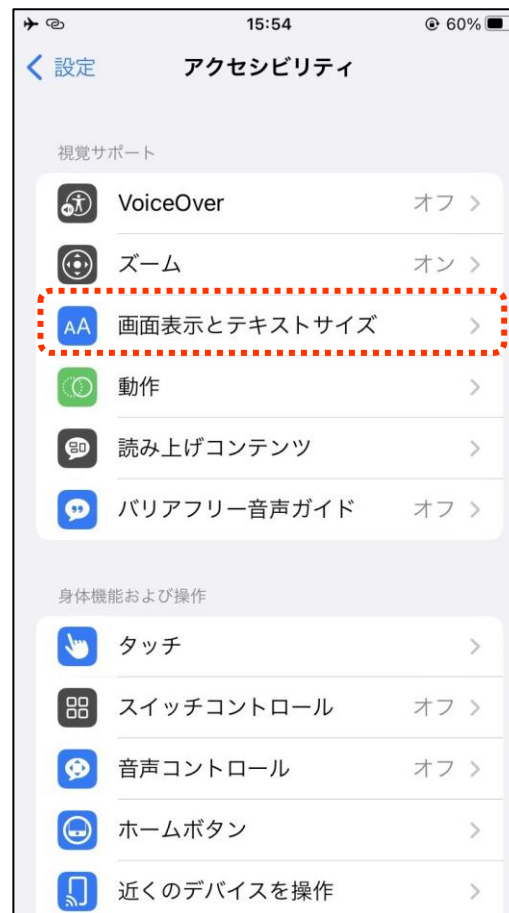 15:54
60%
設定
アクセシビリティ
視覚サポート
VoiceOver オフ
ズーム オン
AA 画面表示とテキストサイズ
動作
読み上げコンテンツ
バリアフリー音声ガイド オフ
身体機能および操作
タッチ
スイッチコントロール オフ
音声コントロール オフ
ホームボタン
近くのデバイスを操作